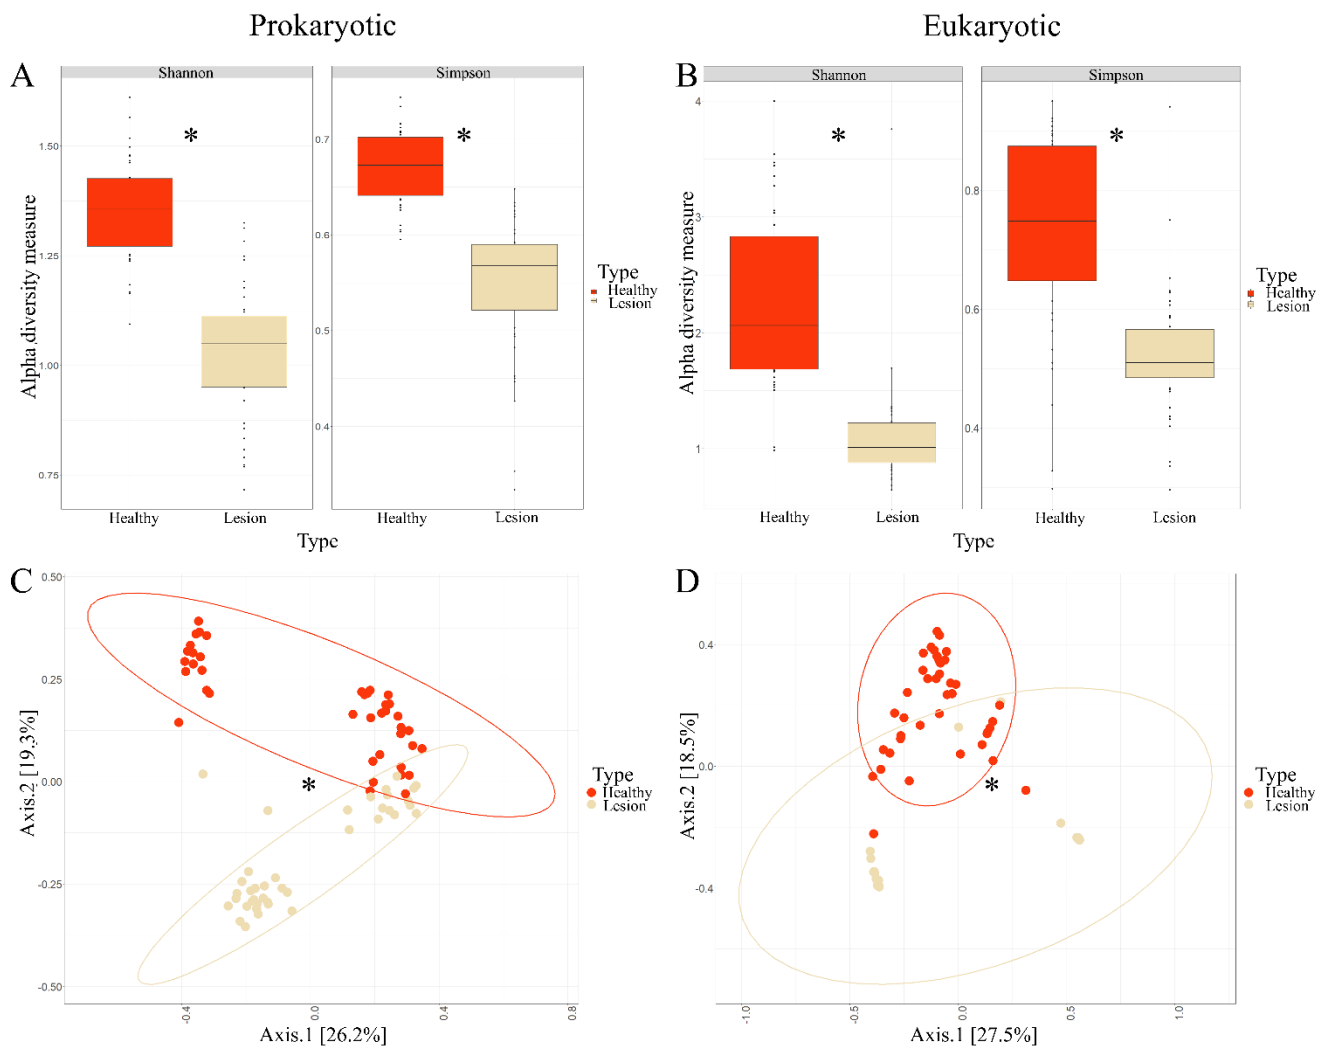 Prokaryotic
Eukaryotic
A
Shannon
Simpson
Alpha diversity measure
1.50
1.25
1.00
0.75
*
0.7
0.6
0.5
0.4
*
Healthy
Lesion
Healthy
Lesion
Type
Type
Healthy
Lesion
B
Shannon
Simpson
Alpha diversity measure
4
3
2
1
*
0.8
0.6
0.4
*
Healthy
Lesion
Healthy
Lesion
Type
Type
Healthy
Lesion
C
Axis.2 [19.3%]
0.50
0.25
0.00
-0.25
-0.50
*
-0.4
0.0
0.4
0.8
Axis.1 [26.2%]
Type
Healthy
Lesion
D
Axis.2 [18.5%]
0.4
0.0
-0.4
*
-1.0
-0.5
0.0
0.5
1.0
Axis.1 [27.5%]
Type
Healthy
Lesion